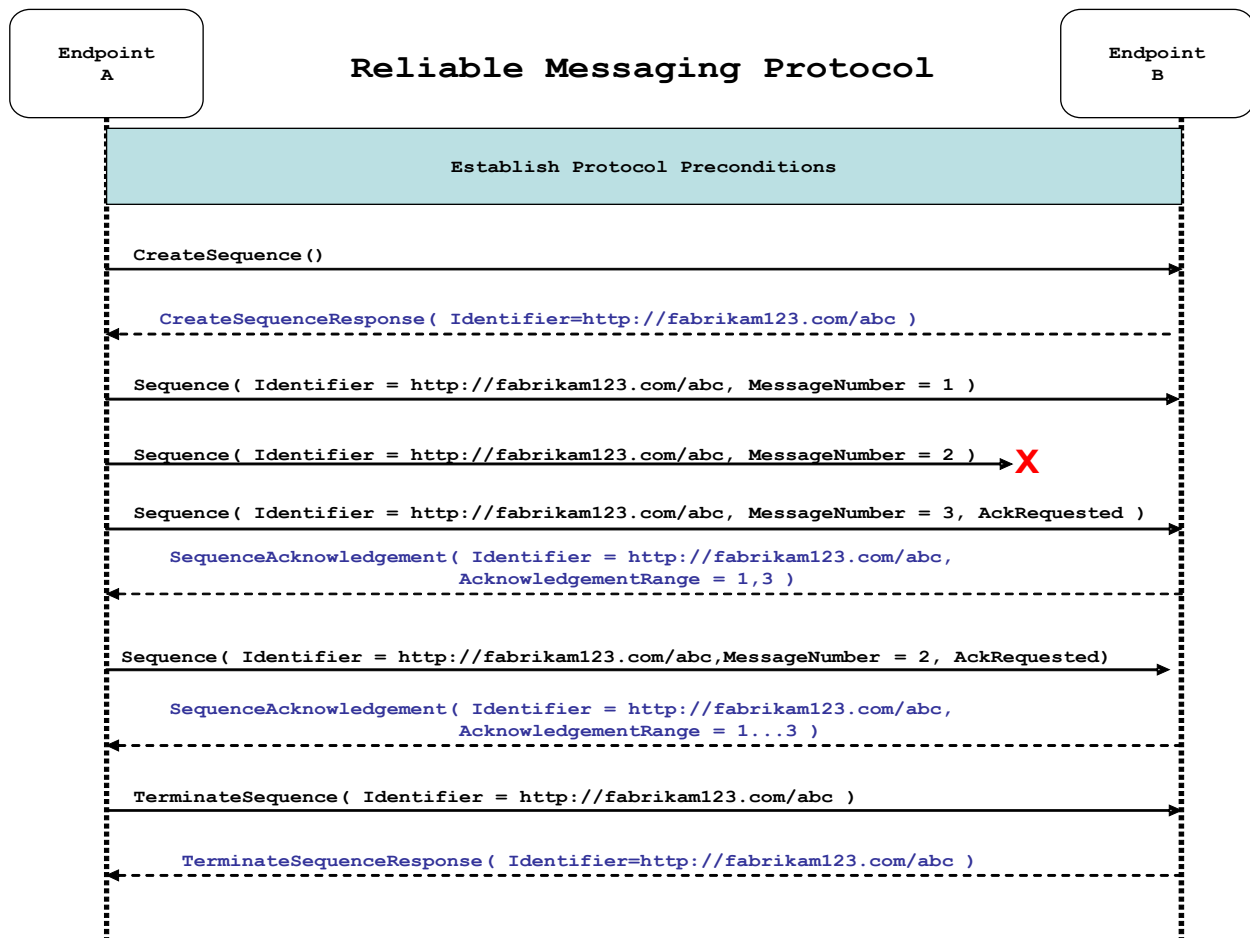 Endpoint
A
Reliable Messaging Protocol
Endpoint
B
Establish Protocol Preconditions
CreateSequence()
CreateSequenceResponse( Identifier=http://fabrikam123.com/abc )
Sequence( Identifier = http://fabrikam123.com/abc, MessageNumber = 1 )
Sequence( Identifier = http://fabrikam123.com/abc, MessageNumber = 2 )
X
Sequence( Identifier = http://fabrikam123.com/abc, MessageNumber = 3, AckRequested )
SequenceAcknowledgement( Identifier = http://fabrikam123.com/abc,
AcknowledgementRange = 1,3 )
Sequence( Identifier = http://fabrikam123.com/abc,MessageNumber = 2, AckRequested)
SequenceAcknowledgement( Identifier = http://fabrikam123.com/abc,
AcknowledgementRange = 1...3 )
TerminateSequence( Identifier = http://fabrikam123.com/abc )
TerminateSequenceResponse( Identifier=http://fabrikam123.com/abc )